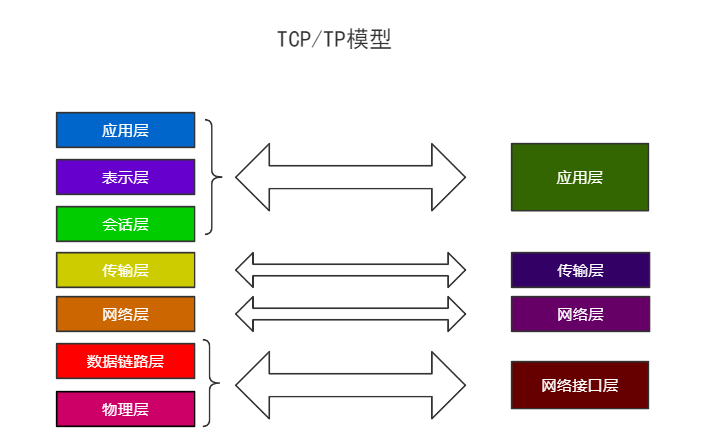 TCP/TP模型
应用层
表示层
会话层
传输层
网络层
数据链路层
物理层
应用层
传输层
网络层
网络接口层